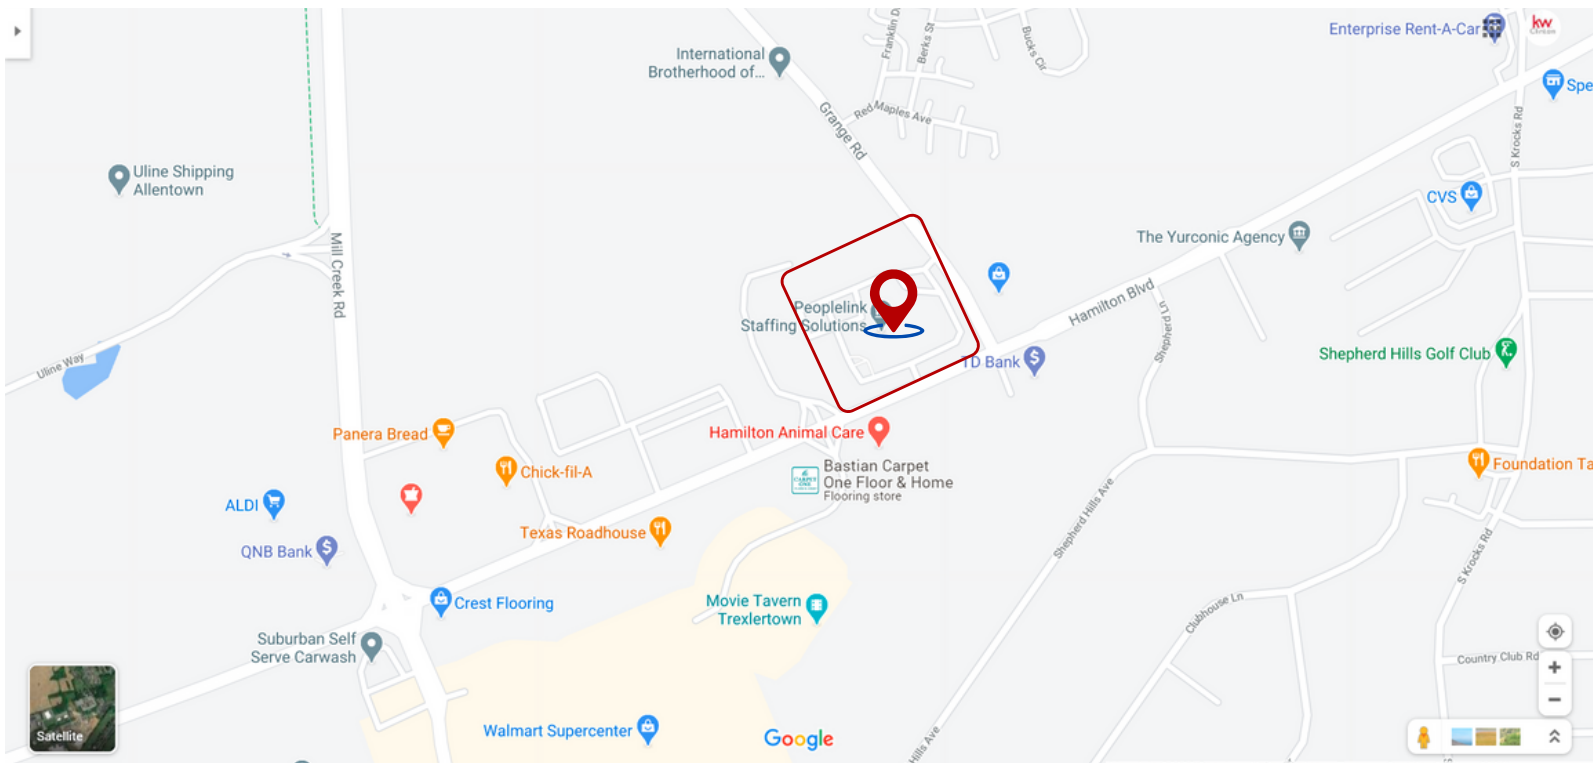 Enterprise Rent-A-Car
kw
International
Brotherhood of...
Franklin D
Berks St
Bucks Cir
Spe
Red Maples Ave
Grange Rd
S Krocks Rd
Uline Shipping
Allentown
CVS
The Yurconic Agency
Mill Creek Rd
Hamilton Blvd
Peoplelink
Staffing Solutions
Shepherd Ln
TD Bank
Shepherd Hills Golf Club
Uline Way
Panera Bread
Hamilton Animal Care
Chick-fil-A
Bastian Carpet
One Floor & Home
Flooring store
CARPET
ONE
Foundation Ta
ALDI
Texas Roadhouse
Shepherd Hills Ave
QNB Bank
S Krocks Rd
Crest Flooring
Movie Tavern
Trexlertown
Clubhouse Ln
Suburban Self
Serve Carwash
Country Club Rd
Walmart Supercenter
Satellite
Google
Hills Ave